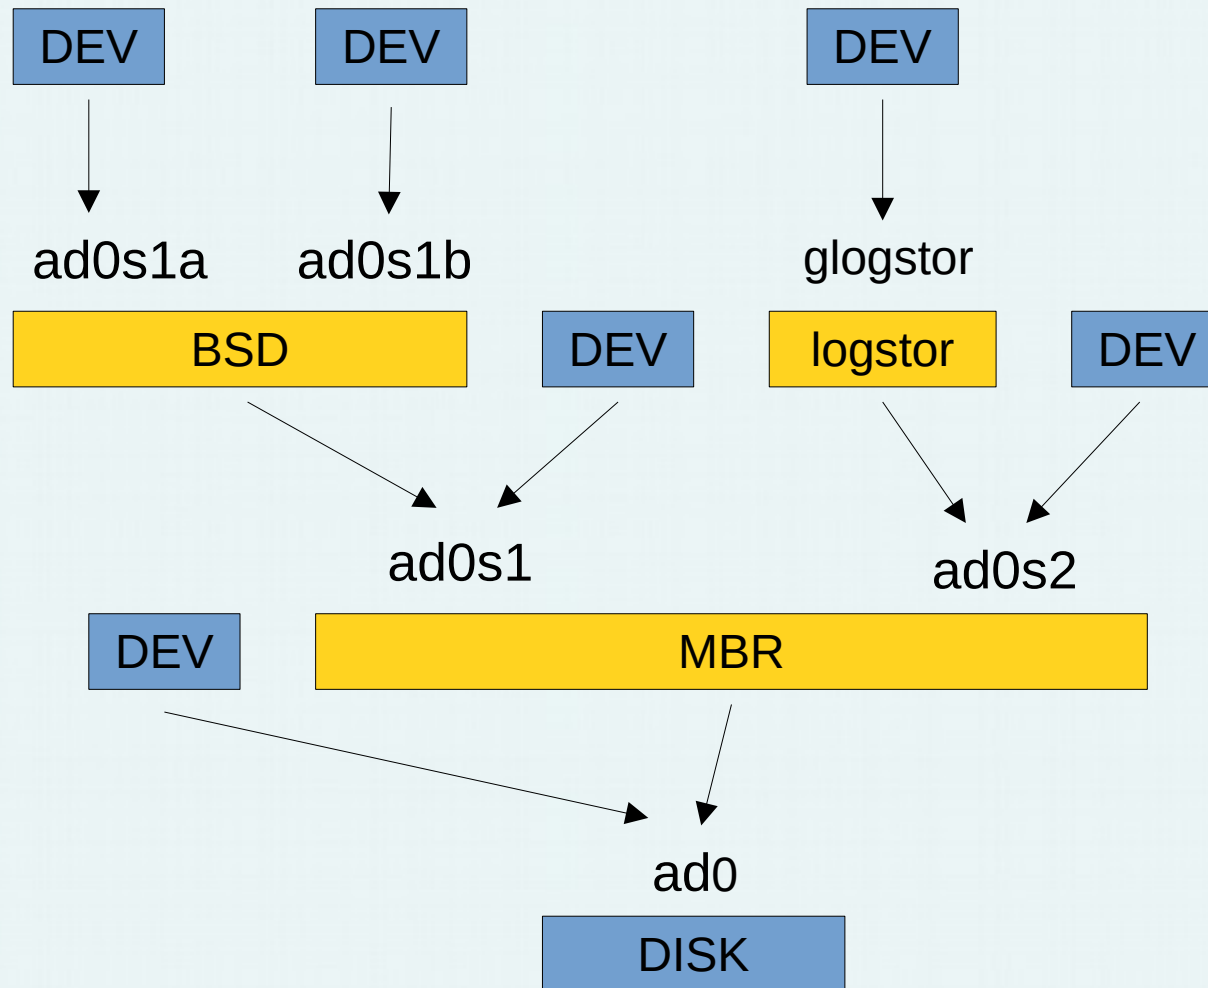 DEV DEV DEV
ad0s1a ad0s1b glogstor
BSD DEV logstor DEV
ad0s1 ad0s2
DEV MBR
ad0
DISK